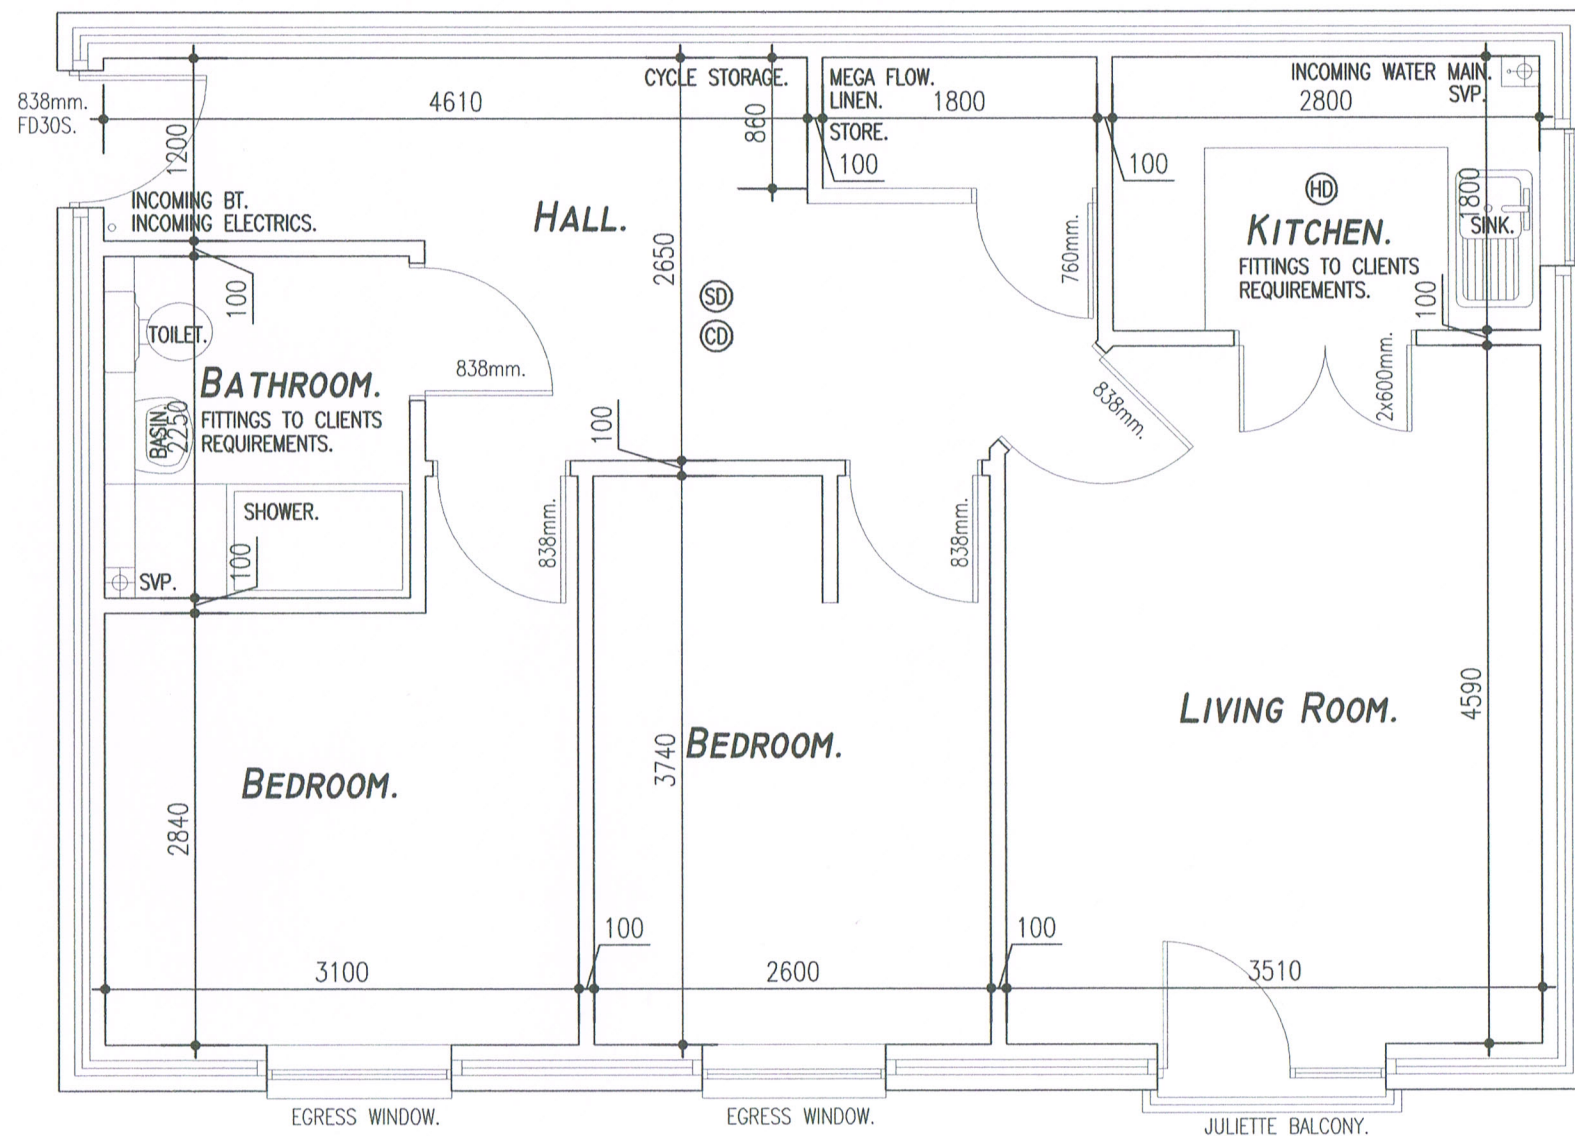 CYCLE STORAGE.
MEGA FLOW.
LINEN.
STORE.
INCOMING WATER MAIN.
SVP.
838mm.
FD30S.
4610
1800
2800
1200
860
100
100
INCOMING BT.
INCOMING ELECTRICS.
HALL.
2650
760mm.
HD
KITCHEN.
FITTINGS TO CLIENTS
REQUIREMENTS.
1800
SINK.
100
100
SD
CD
TOILET.
838mm.
BATHROOM.
FITTINGS TO CLIENTS
REQUIREMENTS.
BASIN.
2250
100
838mm.
2x600mm.
SHOWER.
SVP.
100
838mm.
838mm.
LIVING ROOM.
4590
BEDROOM.
3740
BEDROOM.
2840
100
100
3100
2600
3510
EGRESS WINDOW.
EGRESS WINDOW.
JULIETTE BALCONY.